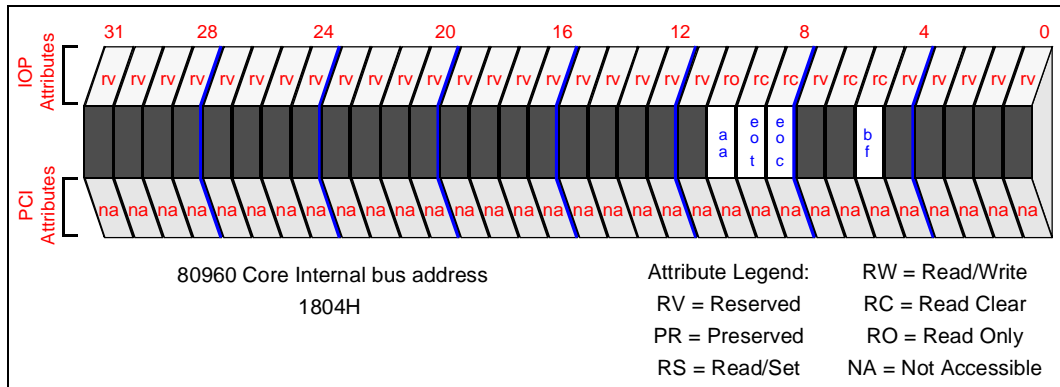 31 28 24 20 16 12 8 4 0
IOP
Attributes
rv rv rv rv rv rv rv rv rv rv rv rv rv rv rv rv rv rv rv rv rv ro rc rc rv rc rc rv rv rv rv rv
aa
eot
eoc
bf
PCI
Attributes
na na na na na na na na na na na na na na na na na na na na na na na na na na na na na na na na
80960 Core Internal bus address
1804H
Attribute Legend:
RV = Reserved
PR = Preserved
RS = Read/Set
RW = Read/Write
RC = Read Clear
RO = Read Only
NA = Not Accessible